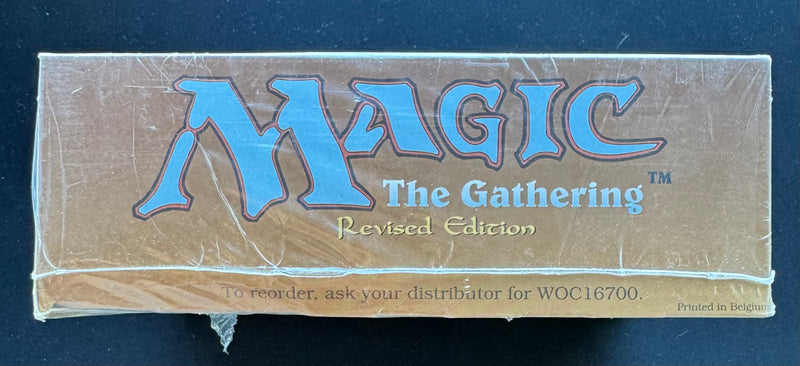 MAGIC
The Gathering™
Revised Edition
To reorder, ask your distributor for WOC16700.
Printed in Belgium